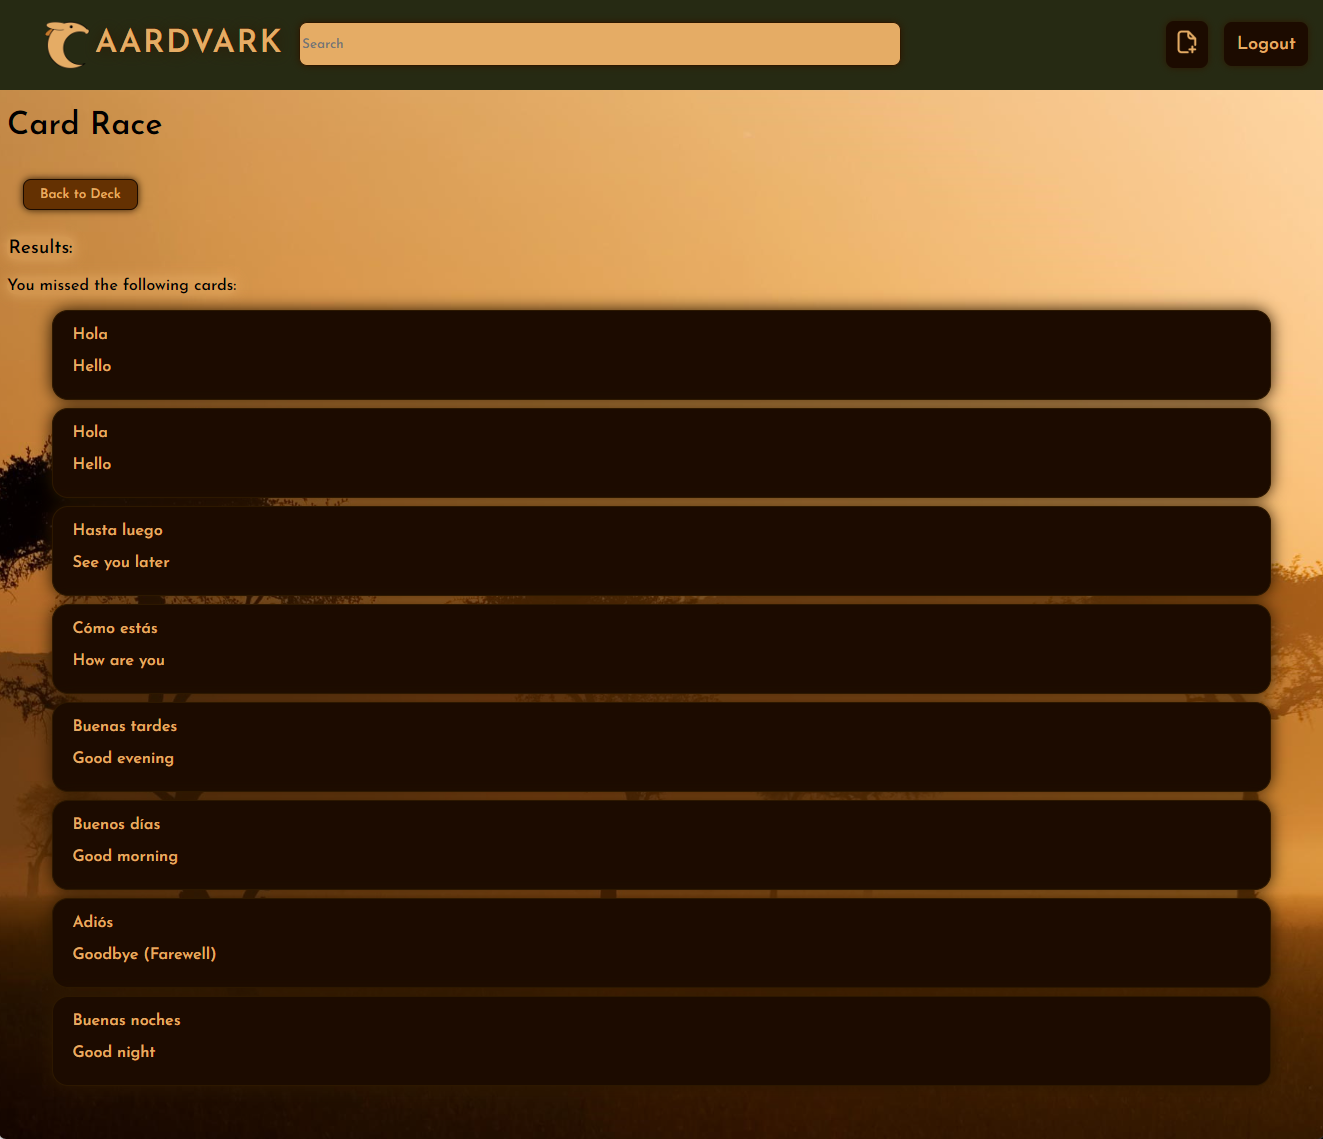 AARDVARK
Search
Logout
Card Race
Back to Deck
Results:
You missed the following cards:
Hola
Hello
Hola
Hello
Hasta luego
See you later
Cómo estás
How are you
Buenas tardes
Good evening
Buenos días
Good morning
Adiós
Goodbye (Farewell)
Buenas noches
Good night